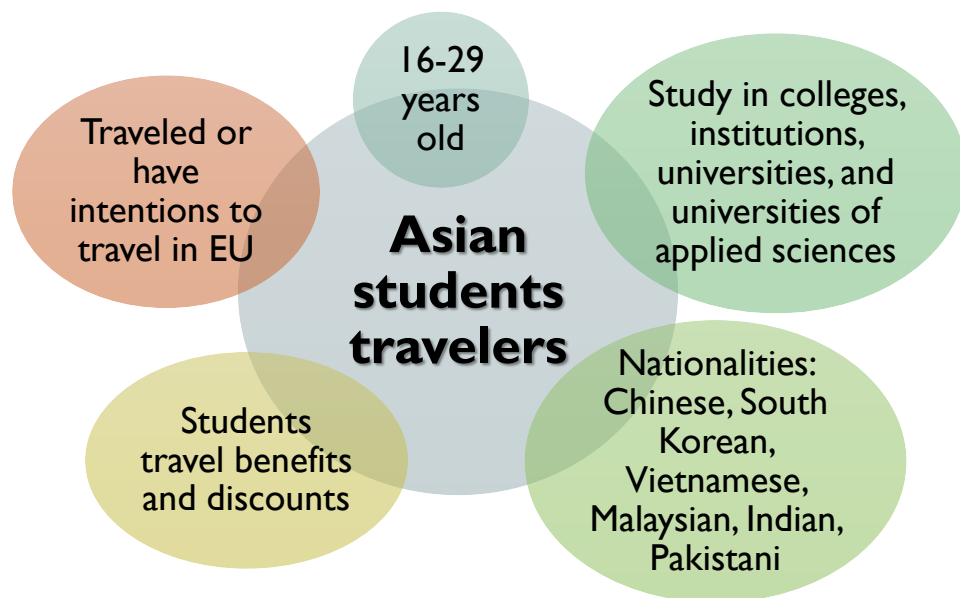 16-29
years
old
Study in colleges,
institutions,
universities, and
universities of
applied sciences
Nationalities:
Chinese, South
Korean,
Vietnamese,
Malaysian, Indian,
Pakistani
Students
travel benefits
and discounts
Traveled or
have
intentions to
travel in EU
Asian
students
travelers